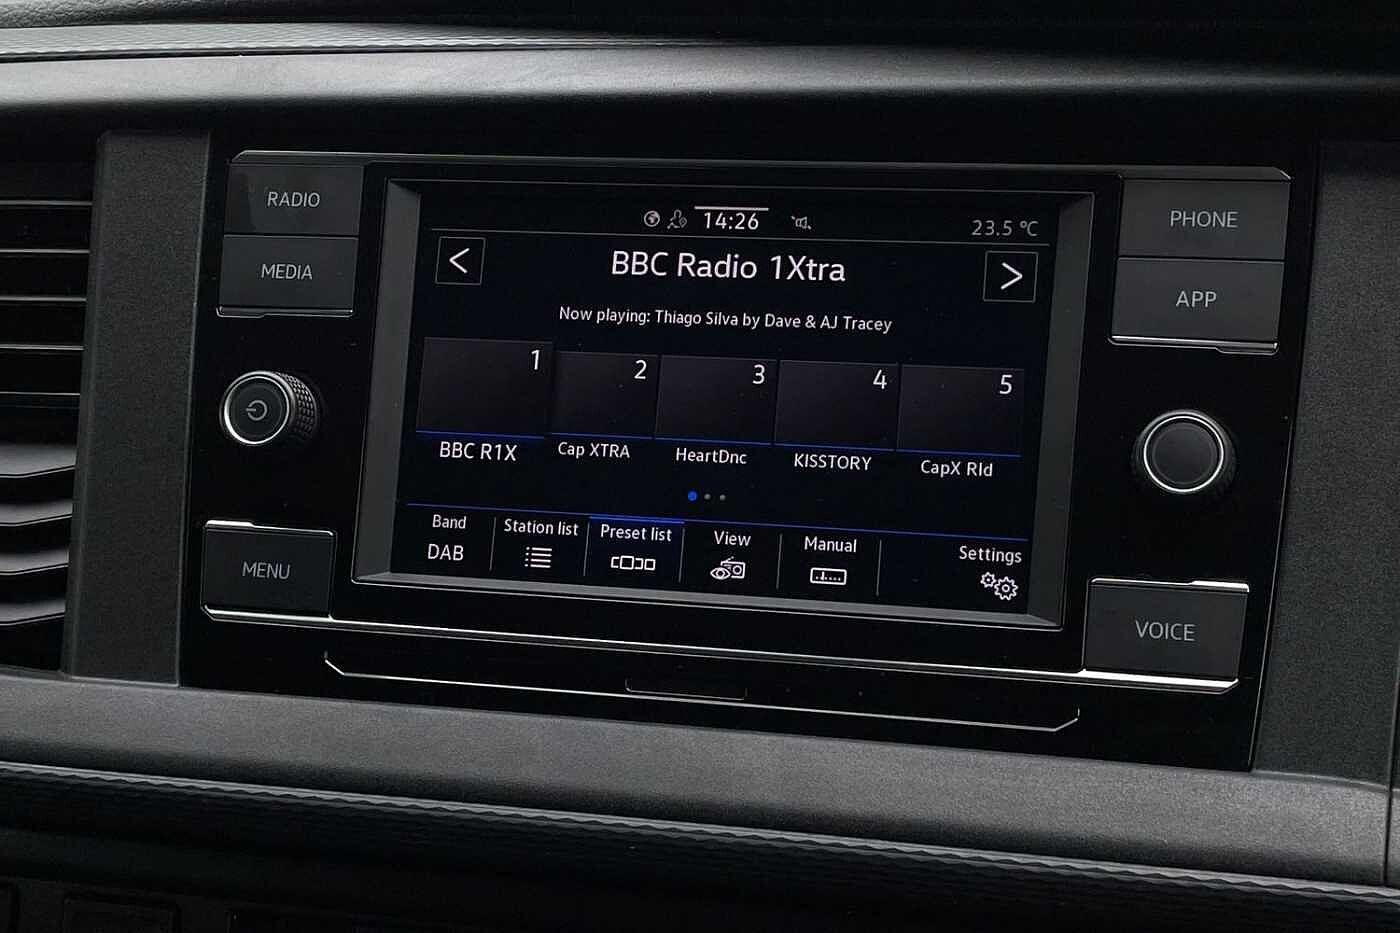 RADIO
MEDIA
MENU
14:26
23.5 °C
BBC Radio 1Xtra
Now playing: Thiago Silva by Dave & AJ Tracey
1 2 3 4 5
BBC R1X Cap XTRA HeartDnc KISSTORY CapX Rld
Band Station list Preset list View Manual Settings
DAB
PHONE
APP
VOICE